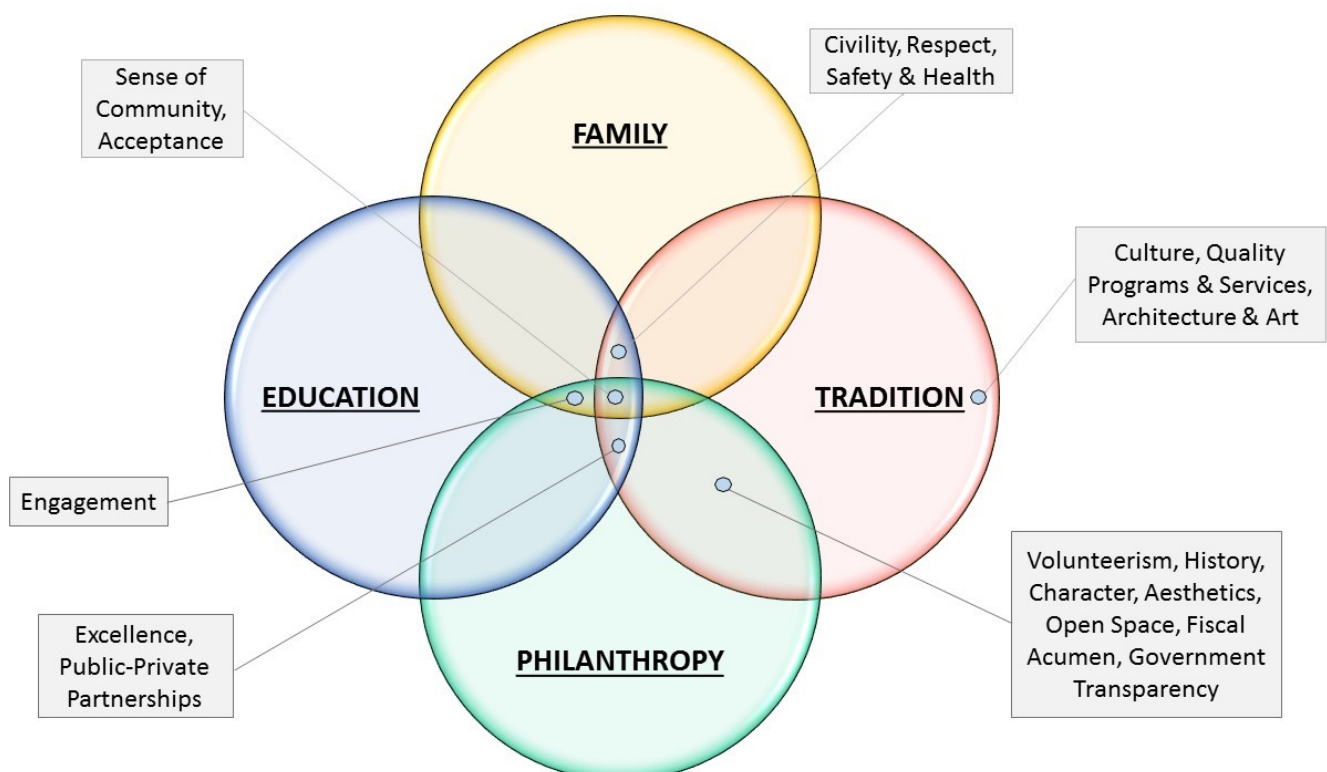 Sense of
Community,
Acceptance
Civility, Respect,
Safety & Health
FAMILY
Culture, Quality
Programs & Services,
Architecture & Art
EDUCATION
TRADITION
Engagement
Volunteerism, History,
Character, Aesthetics,
Open Space, Fiscal
Acumen, Government
Transparency
Excellence,
Public-Private
Partnerships
PHILANTHROPY